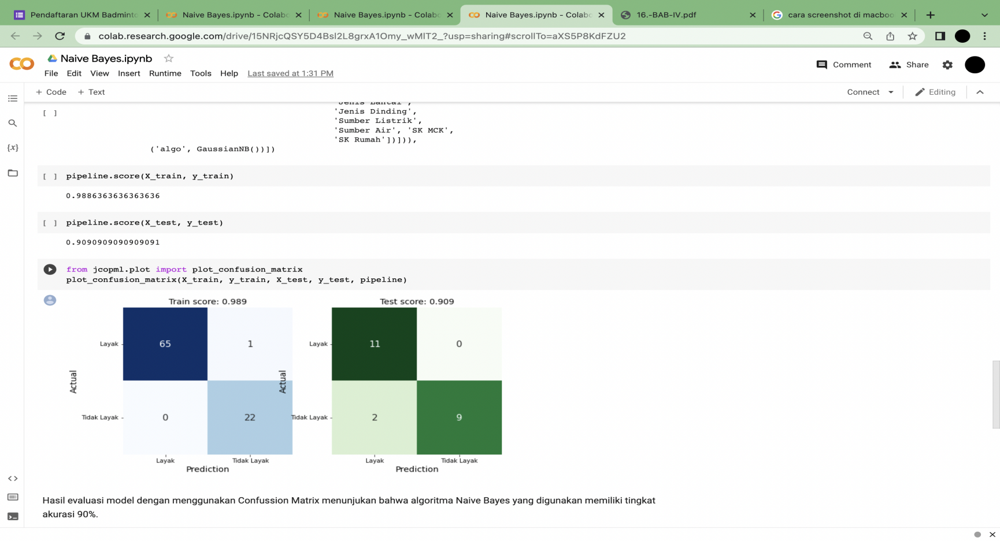 Pendaftaran UKM Badminto
Naive Bayes.ipynb - Colabo
Naive Bayes.ipynb - Colabo
Naive Bayes.ipynb - Colabo
16.-BAB-IV.pdf
cara screenshot di macboo
colab.research.google.com/drive/15NRjcQSY5D4Bsl2L8grxA1Omy_wMIT2_?usp=sharing#scrollTo=aXS5P8KdFZU2
Naive Bayes.ipynb
File Edit View Insert Runtime Tools Help Last saved at 1:31 PM
Comment Share
+ Code + Text
Connect Editing
{x}
'Jenis Lantai',
[ ] 'Jenis Dinding',
'Sumber Listrik',
'Sumber Air', 'SK MCK',
'SK Rumah'])])),
('algo', GaussianNB())])
[ ] pipeline.score(X_train, y_train)
0.9886363636363636
[ ] pipeline.score(X_test, y_test)
0.9090909090909091
from jcopml.plot import plot_confusion_matrix
plot_confusion_matrix(X_train, y_train, X_test, y_test, pipeline)
Train score: 0.989
Layak 65 1
Actual
Tidak Layak 0 22
Layak Tidak Layak
Prediction
Test score: 0.909
Layak 11 0
Actual
Tidak Layak 2 9
Layak Tidak Layak
Prediction
Hasil evaluasi model dengan menggunakan Confussion Matrix menunjukan bahwa algoritma Naive Bayes yang digunakan memiliki tingkat
akurasi 90%.